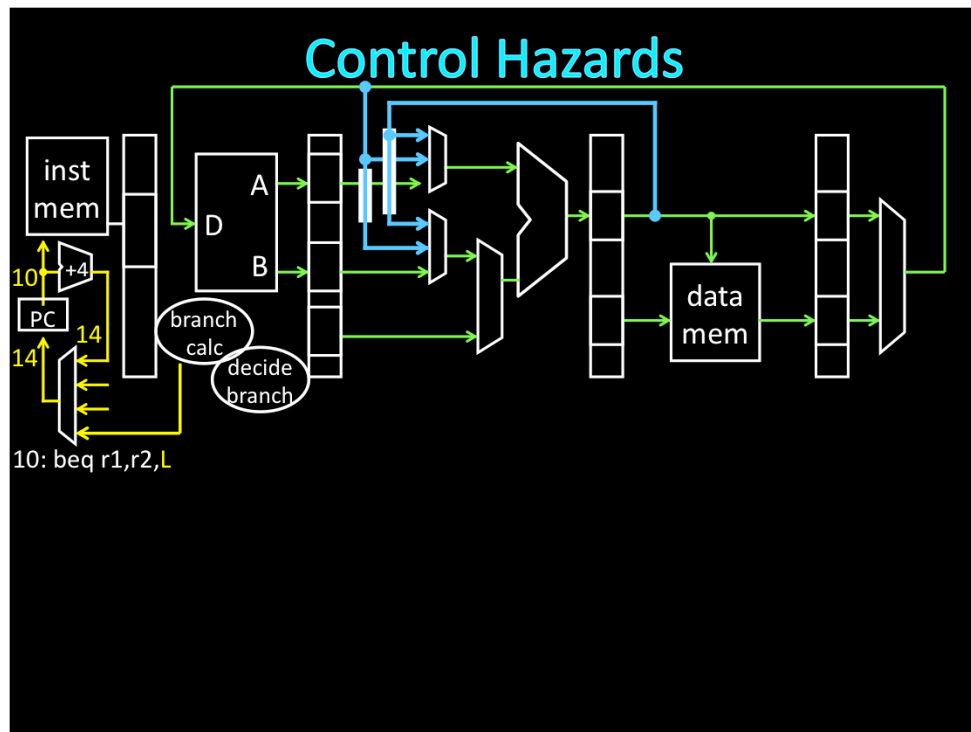 Control Hazards
inst
mem
A
D
B
+4
10
PC
14
14
branch
calc
decide
branch
data
mem
10: beq r1,r2,L